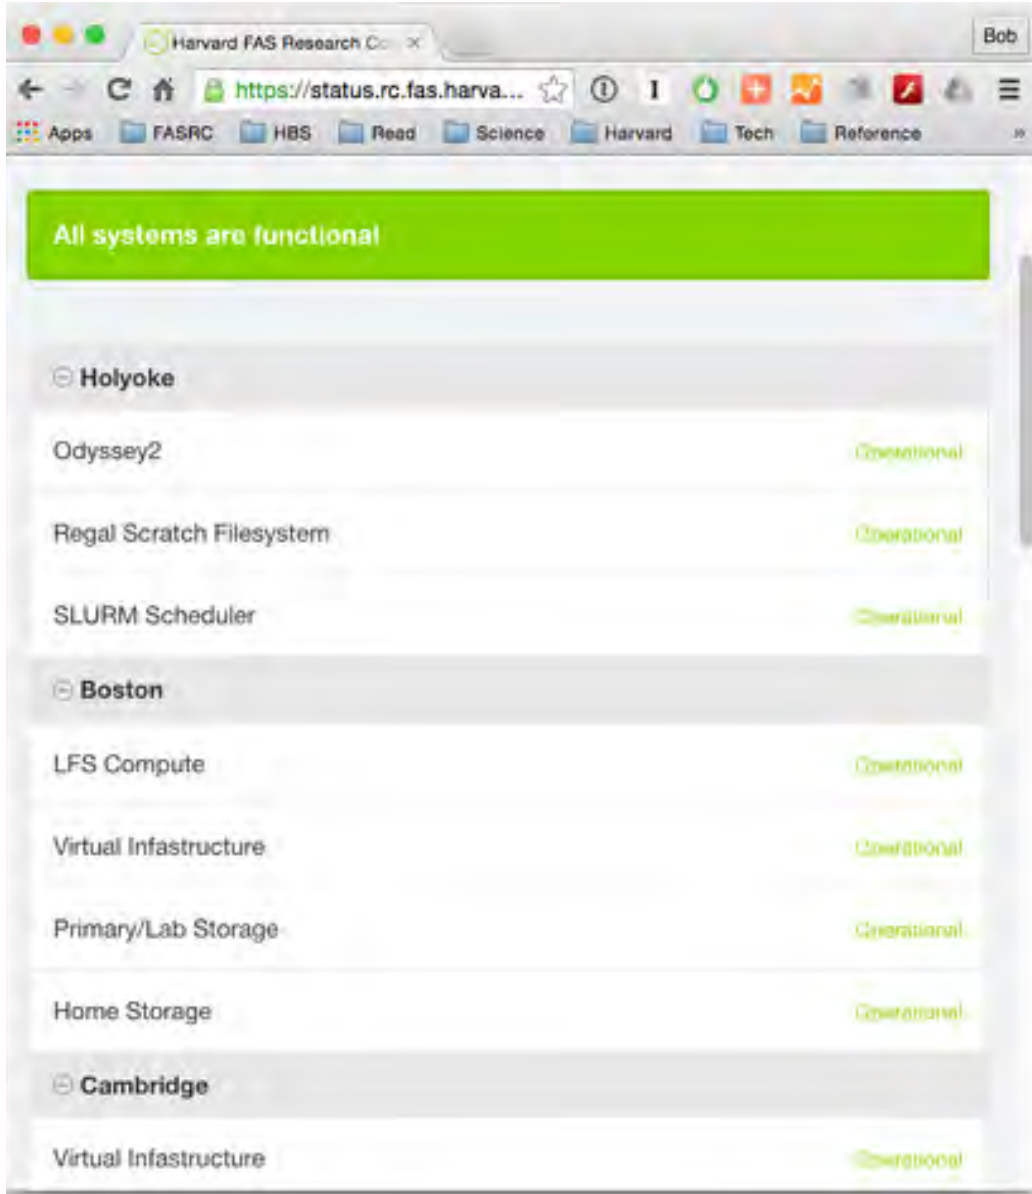 Harvard FAS Research Co
Bob
https://status.rc.fas.harva...
Apps FASRC HBS Read Science Harvard Tech Reference »
All systems are functional
Holyoke
Odyssey2 Operational
Regal Scratch Filesystem Operational
SLURM Scheduler Operational
Boston
LFS Compute Operational
Virtual Infastructure Operational
Primary/Lab Storage Operational
Home Storage Operational
Cambridge
Virtual Infastructure Operational